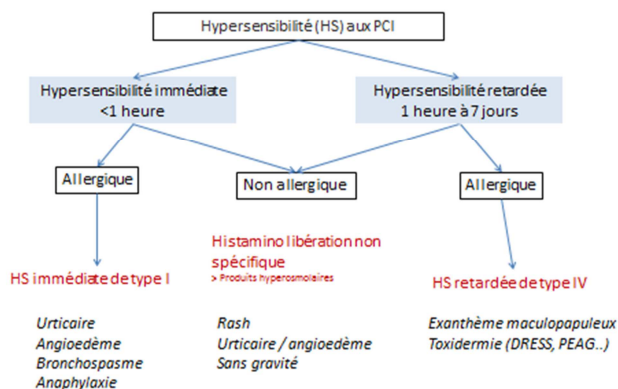 Hypersensibilité (HS) aux PCI
Hypersensibilité immédiate
<1 heure
Hypersensibilité retardée
1 heure à 7 jours
Allergique
Non allergique
Allergique
HS immédiate de type I
Histamino libération non
spécifique
> Produits hyperosmolaires
HS retardée de type IV
Urticaire
Angioedème
Bronchospasme
Anaphylaxie
Rash
Urticaire / angioedème
Sans gravité
Exanthème maculopapuleux
Toxidermie (DRESS, PEAG..)